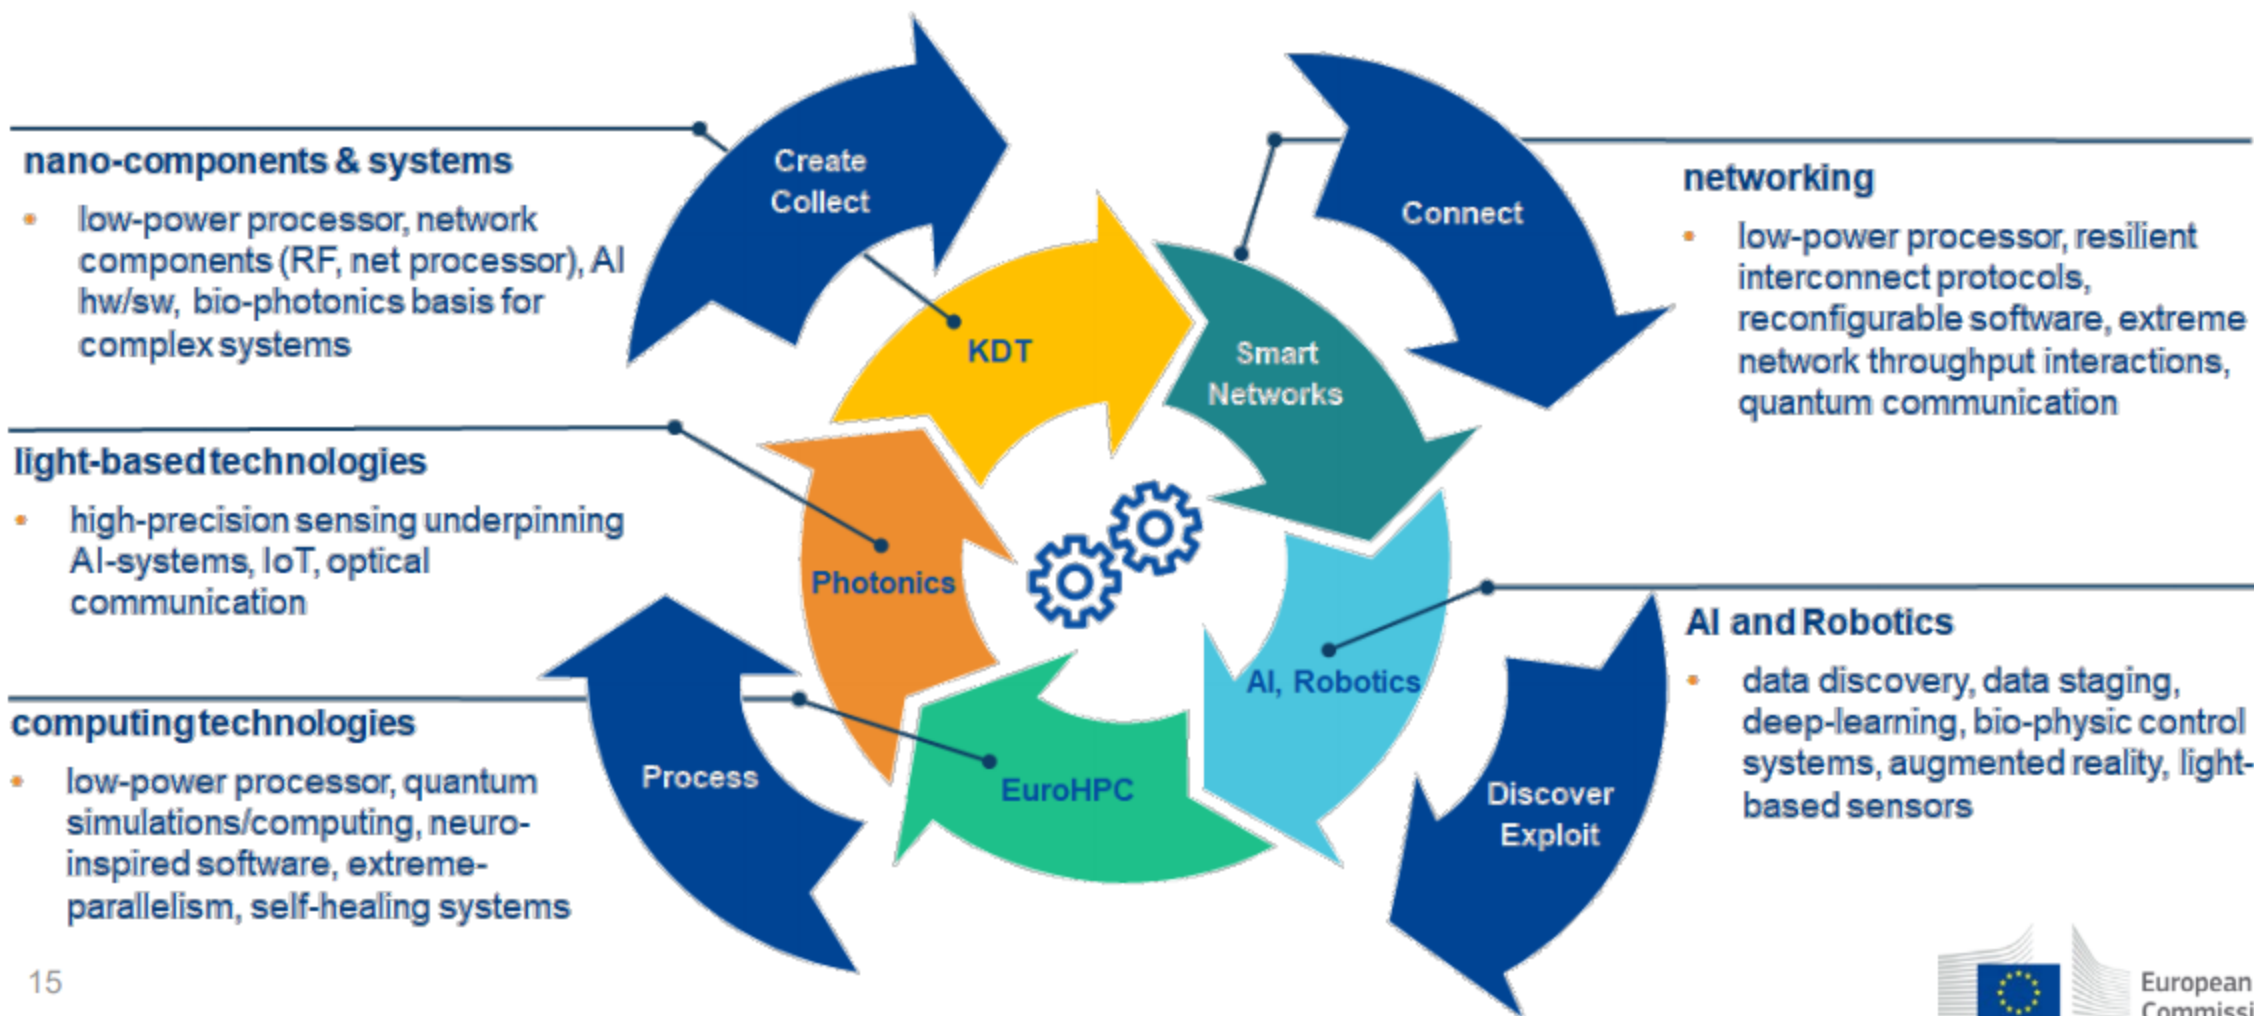 nano-components & systems
• low-power processor, network
components (RF, net processor), AI
hw/sw, bio-photonics basis for
complex systems
light-based technologies
• high-precision sensing underpinning
AI-systems, IoT, optical
communication
computing technologies
• low-power processor, quantum
simulations/computing, neuro-
inspired software, extreme-
parallelism, self-healing systems
Create
Collect
Connect
KDT
Smart
Networks
Photonics
AI, Robotics
EuroHPC
Process
Discover
Exploit
networking
• low-power processor, resilient
interconnect protocols,
reconfigurable software, extreme
network throughput interactions,
quantum communication
AI and Robotics
• data discovery, data staging,
deep-learning, bio-physic control
systems, augmented reality, light-
based sensors
15
European